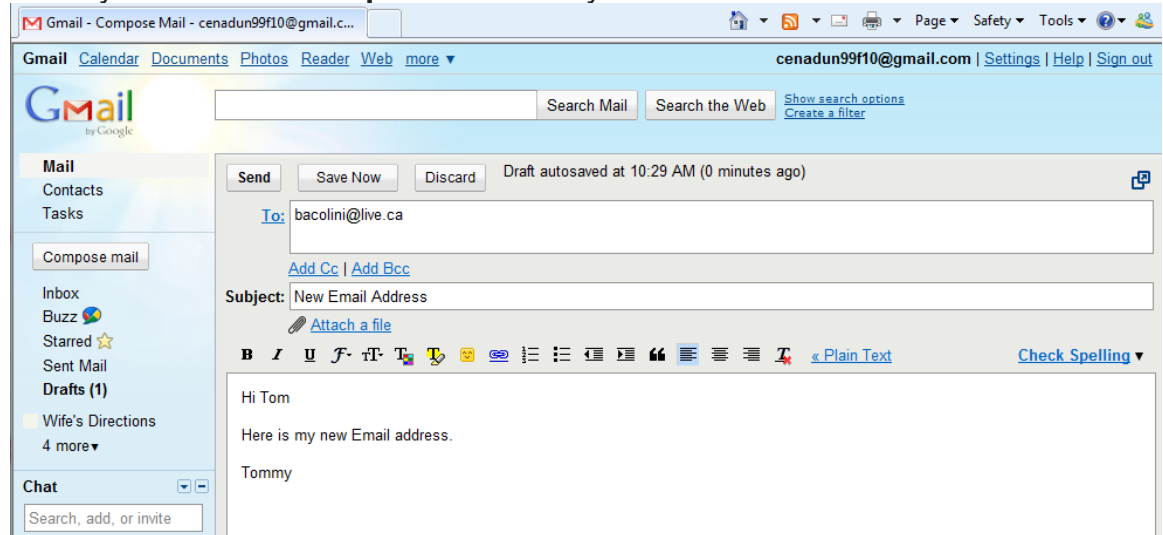 Gmail - Compose Mail - cenadun99f10@gmail.c...
Page Safety Tools
Gmail Calendar Documents Photos Reader Web more
cenadun99f10@gmail.com | Settings | Help | Sign out
Gmail
by Google
Search Mail
Search the Web
Show search options
Create a filter
Mail
Contacts
Tasks
Compose mail
Inbox
Buzz
Starred
Sent Mail
Drafts (1)
Wife's Directions
4 more
Chat
Search, add, or invite
Send Save Now Discard Draft autosaved at 10:29 AM (0 minutes ago)
To: bacolini@live.ca
Add Cc | Add Bcc
Subject: New Email Address
Attach a file
B I U F T T T T « Plain Text Check Spelling
Hi Tom
Here is my new Email address.
Tommy